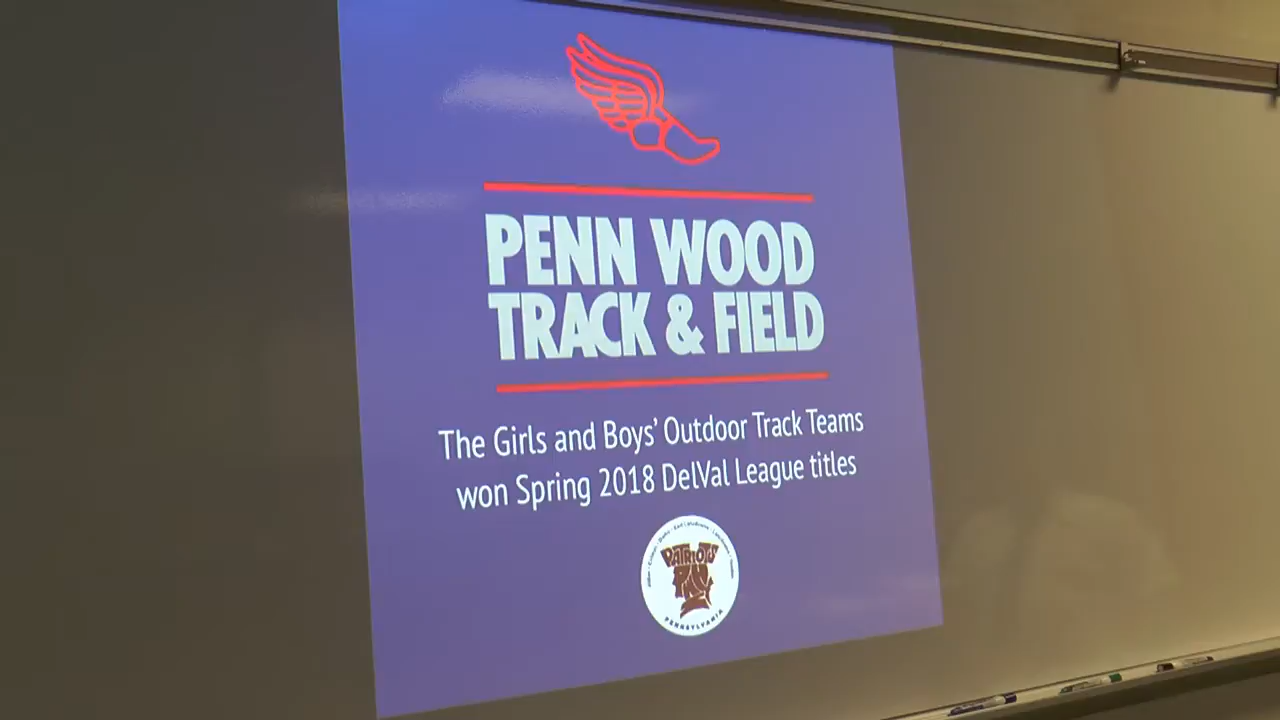 PENN WOOD
TRACK & FIELD
The Girls and Boys' Outdoor Track Teams
won Spring 2018 DelVal League titles
PATRIOTS
PENNSYLVANIA